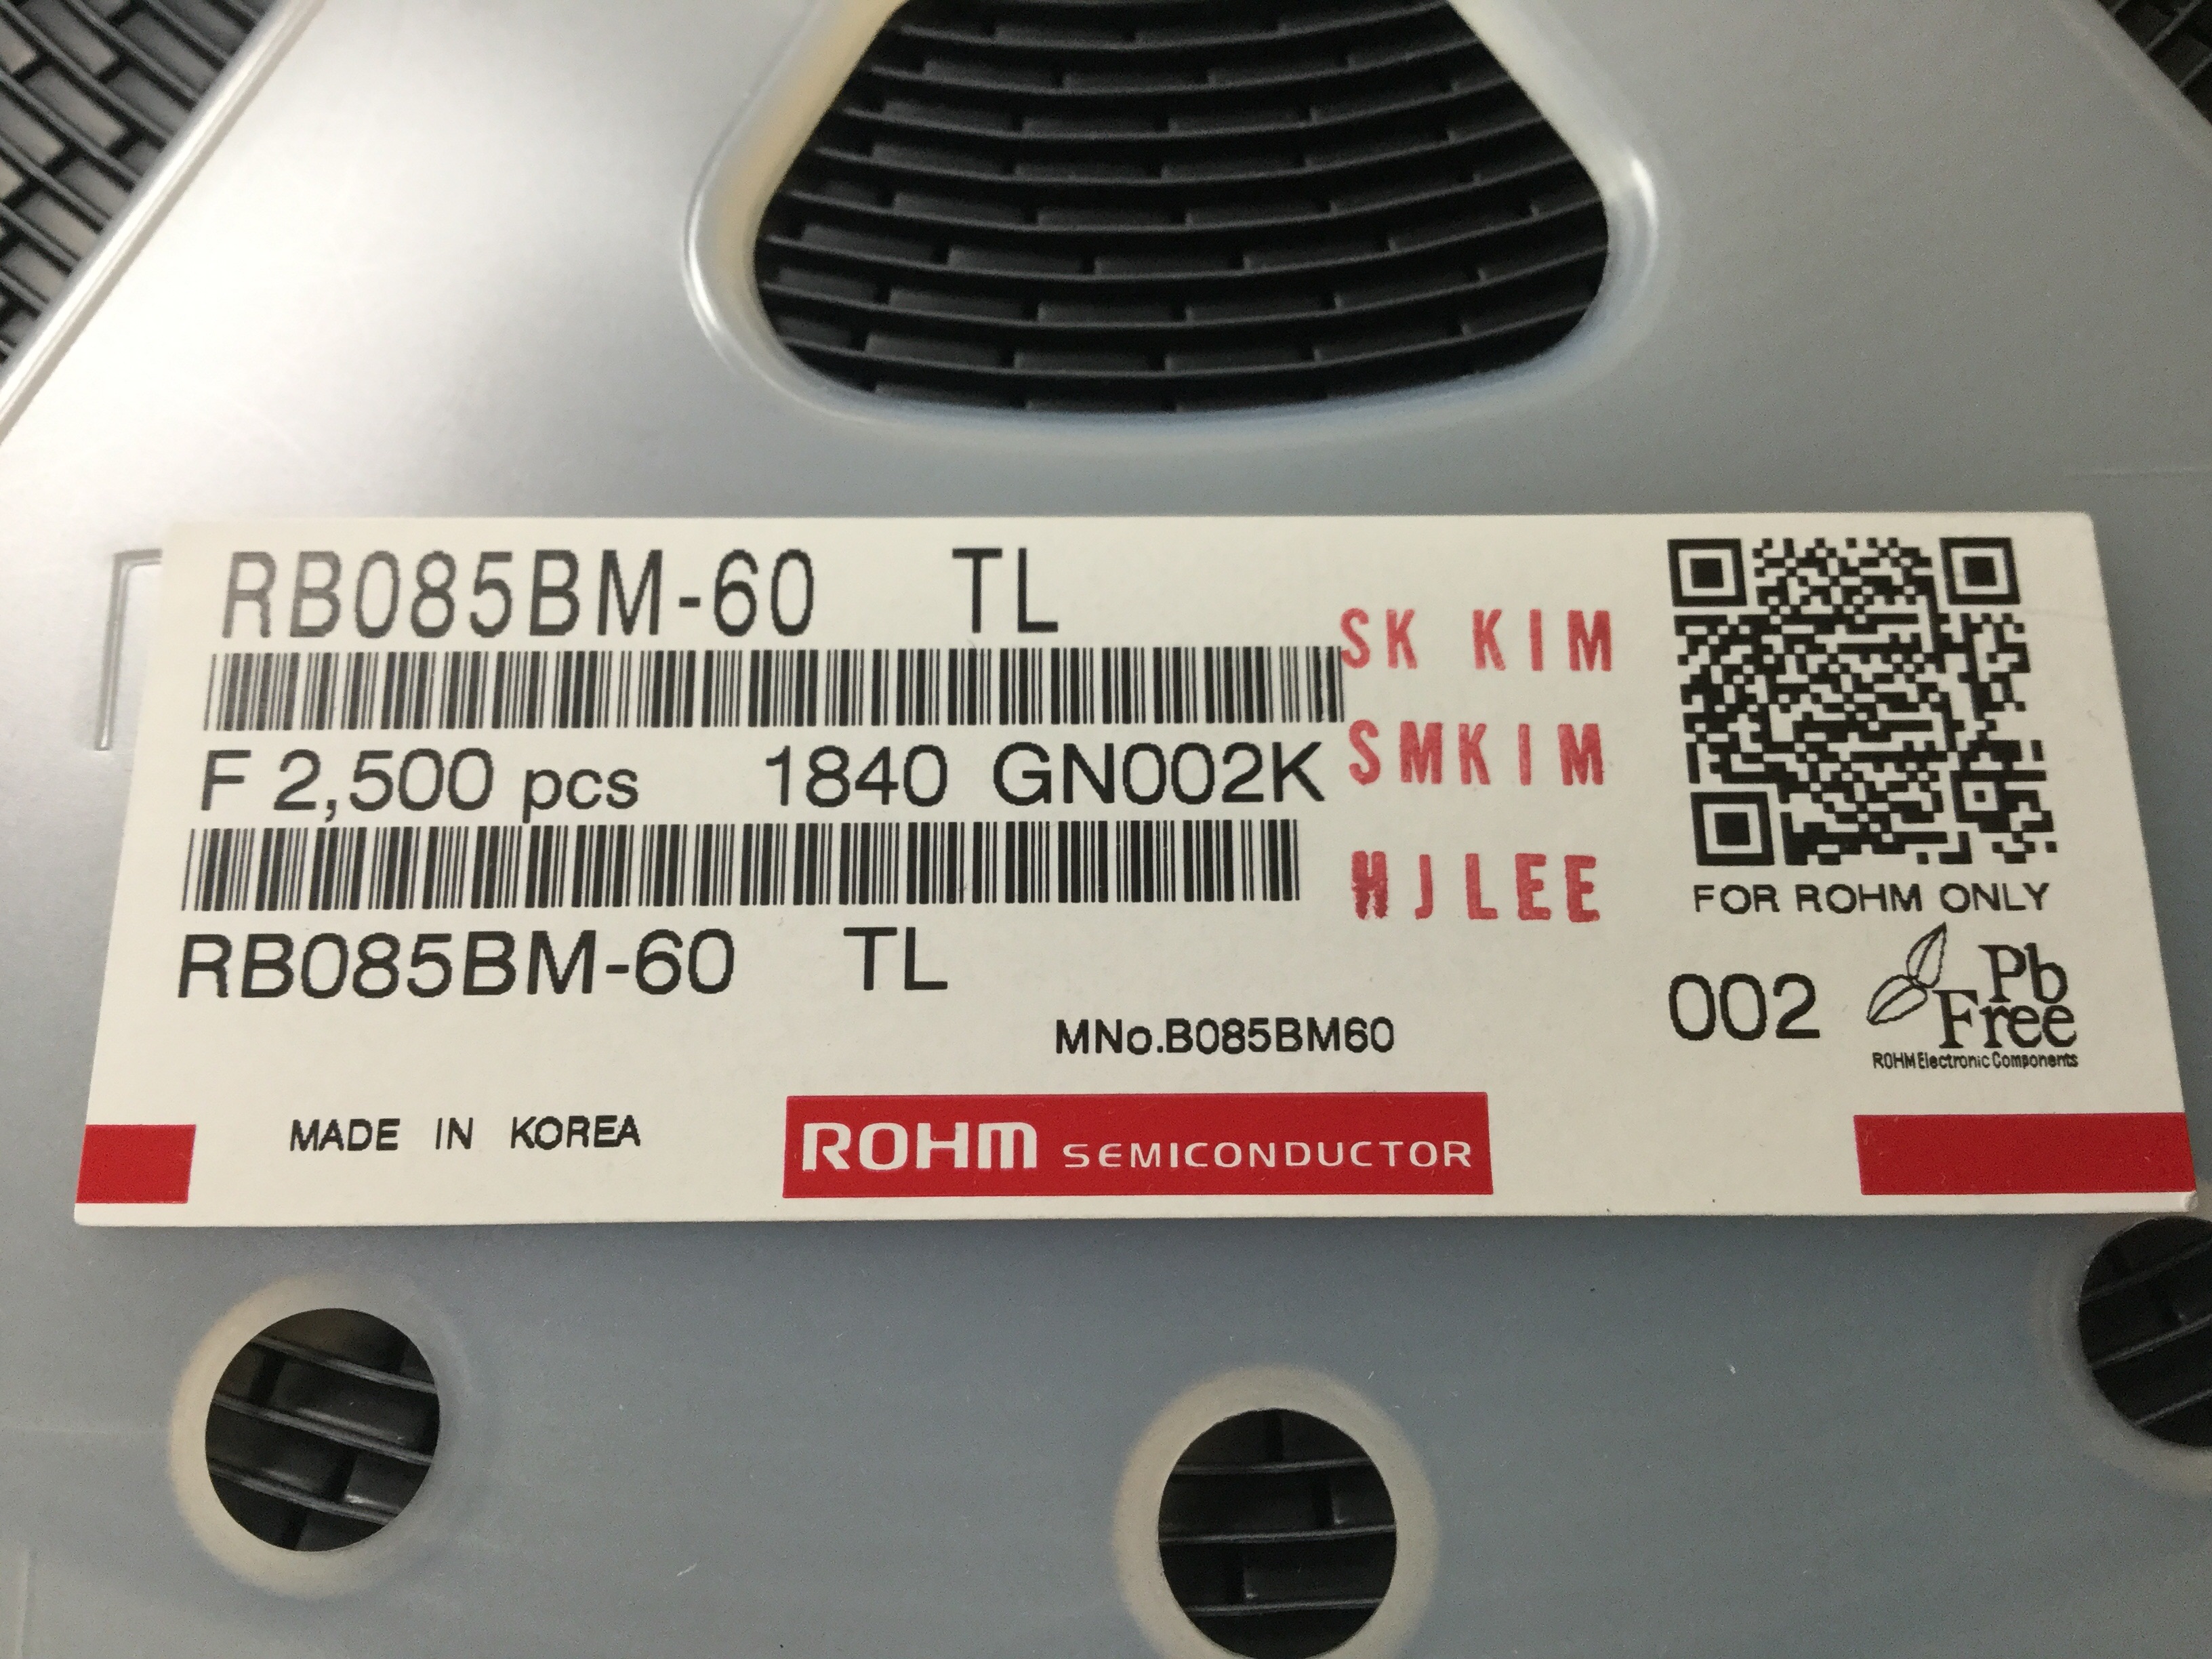 RB085BM-60 TL
SK KIM
F 2,500 pcs 1840 GN002K
SMKIM
HJLEE
FOR ROHM ONLY
RB085BM-60 TL
002
Pb
Free
ROHM Electronic Components
MNo.B085BM60
MADE IN KOREA
ROHM SEMICONDUCTOR